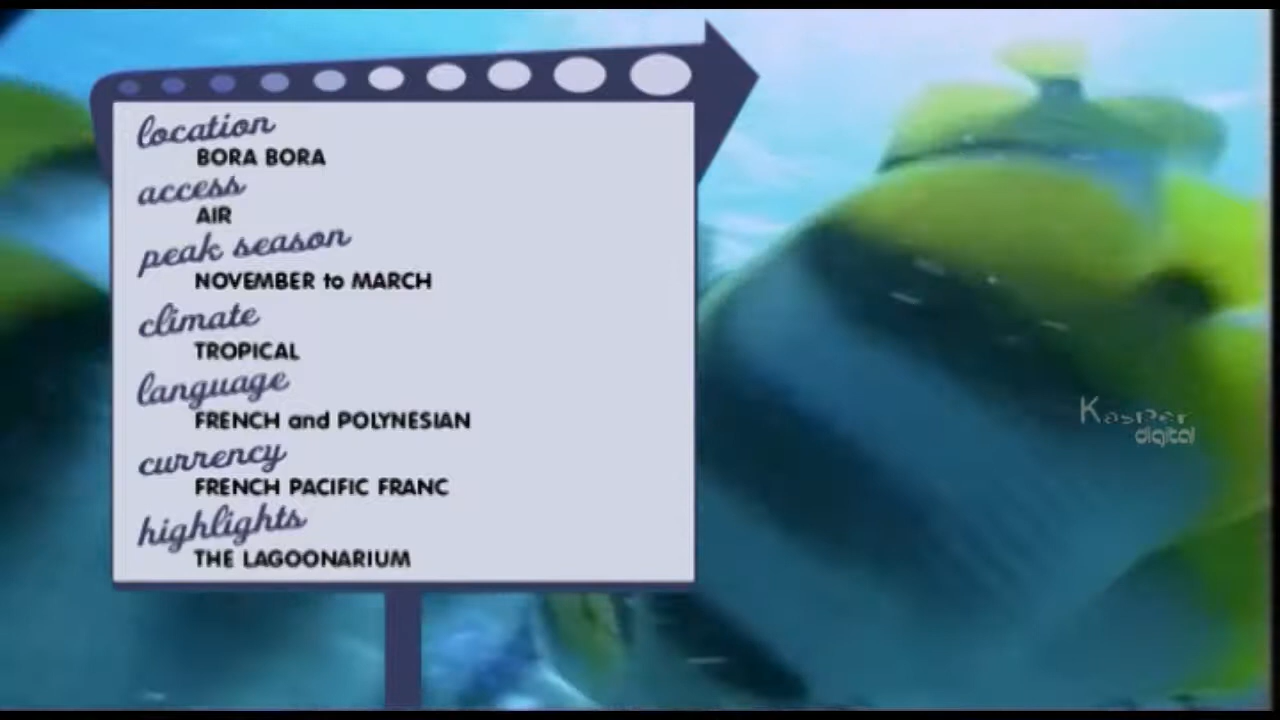 location
BORA BORA
access
AIR
peak season
NOVEMBER to MARCH
climate
TROPICAL
language
FRENCH and POLYNESIAN
currency
FRENCH PACIFIC FRANC
highlights
THE LAGOONARIUM
Kasper
digital